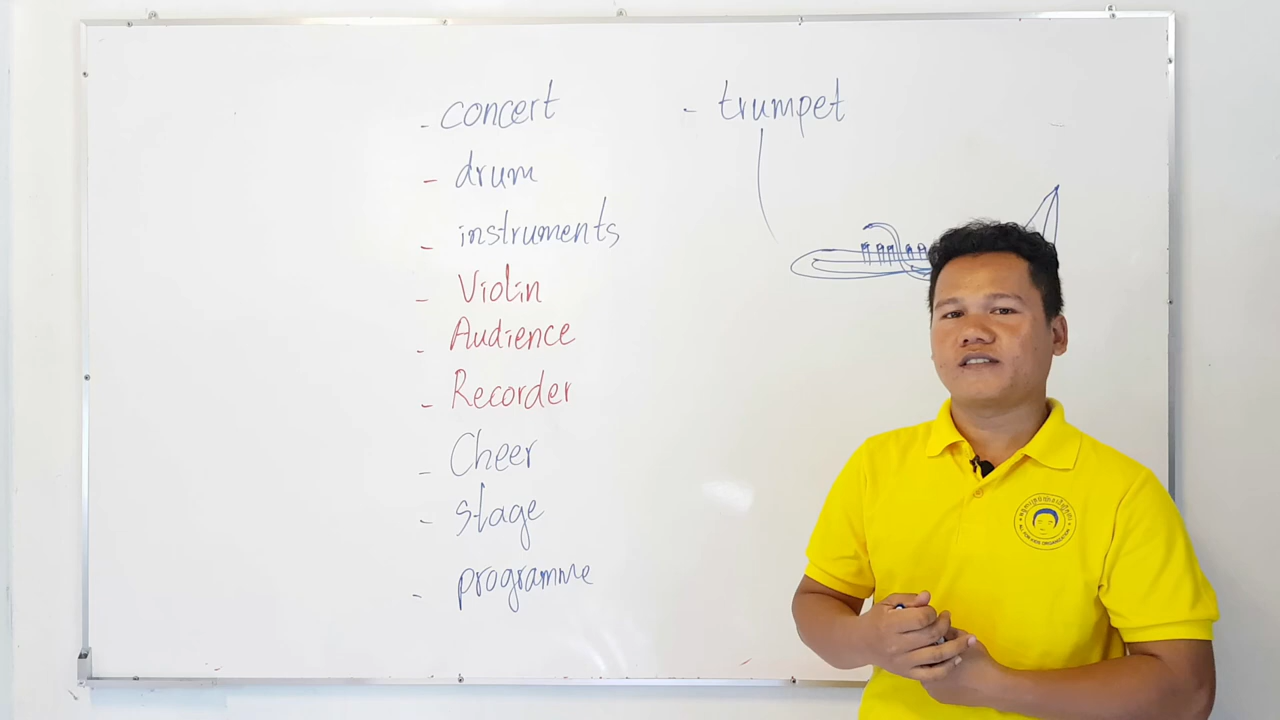 - concert
- drum
- instruments
- Violin
- Audience
- Recorder
- Cheer
- stage
- programme
- trumpet